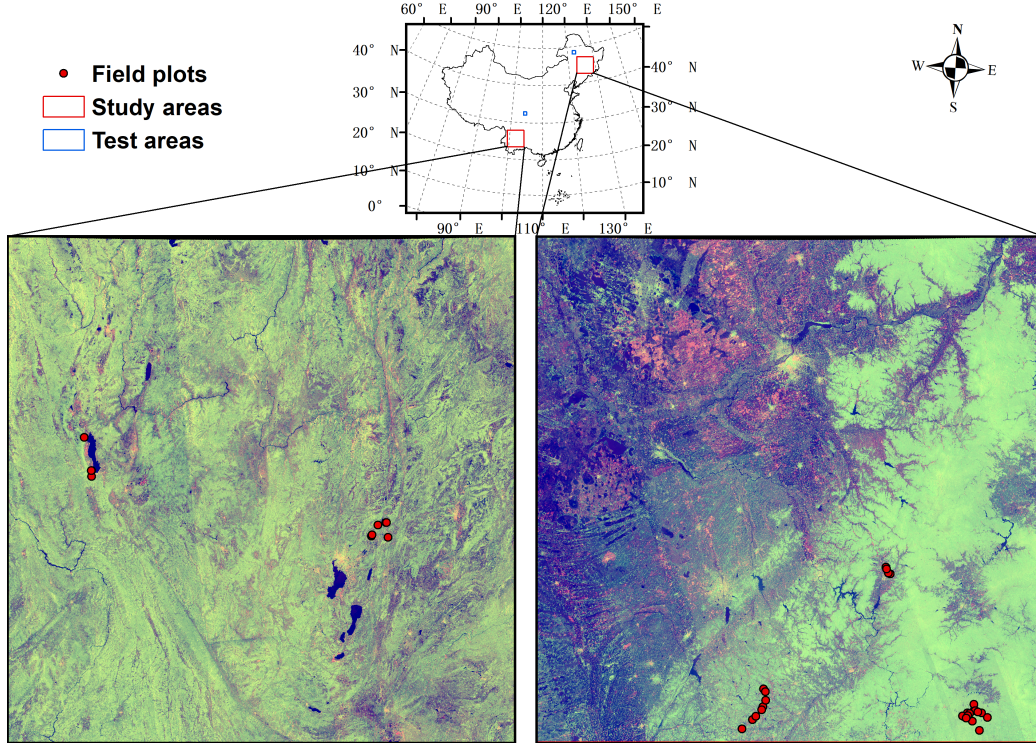 60° E 90° E 120° E 150° E
40° N
30° N
20° N
10° N
0°
40° N
30° N
20° N
10° N
90° E 110° E 130° E
Field plots
Study areas
Test areas
N
W E
S